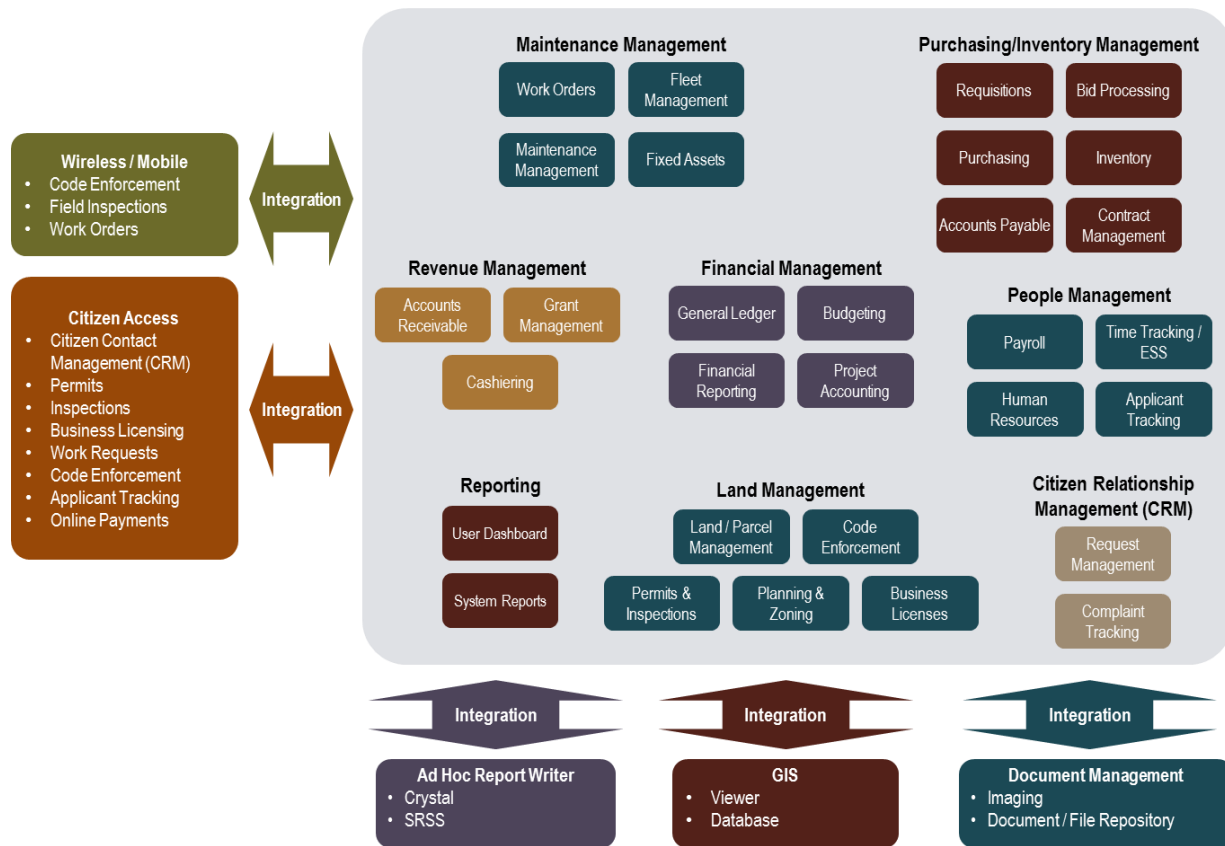 Maintenance Management
Work Orders
Fleet
Management
Maintenance
Management
Fixed Assets
Purchasing/Inventory Management
Requisitions
Bid Processing
Purchasing
Inventory
Accounts Payable
Contract
Management
Wireless / Mobile
• Code Enforcement
• Field Inspections
• Work Orders
Integration
Citizen Access
• Citizen Contact
Management (CRM)
• Permits
• Inspections
• Business Licensing
• Work Requests
• Code Enforcement
• Applicant Tracking
• Online Payments
Integration
Revenue Management
Accounts
Receivable
Grant
Management
Cashiering
Financial Management
General Ledger
Budgeting
Financial
Reporting
Project
Accounting
People Management
Payroll
Time Tracking /
ESS
Human
Resources
Applicant
Tracking
Reporting
User Dashboard
System Reports
Land Management
Land / Parcel
Management
Code
Enforcement
Permits &
Inspections
Planning &
Zoning
Business
Licenses
Citizen Relationship
Management (CRM)
Request
Management
Complaint
Tracking
Integration
Integration
Integration
Ad Hoc Report Writer
• Crystal
• SRSS
GIS
• Viewer
• Database
Document Management
• Imaging
• Document / File Repository